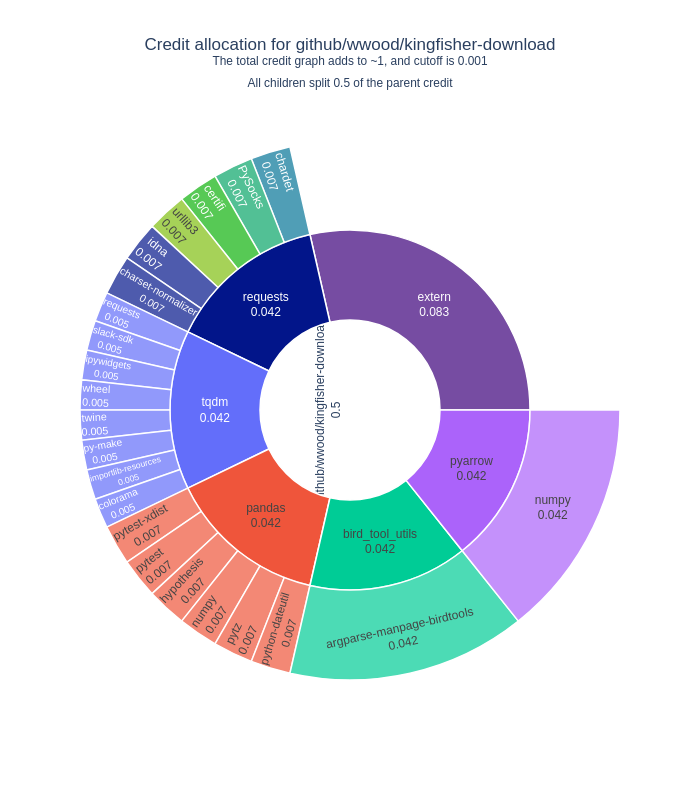 Credit allocation for github/wwood/kingfisher-download
The total credit graph adds to ~1, and cutoff is 0.001
All children split 0.5 of the parent credit
chardet
0.007
PySocks
0.007
certifi
0.007
urllib3
0.007
idna
0.007
charset-normalizer
0.007
requests
0.005
slack-sdk
0.005
ipywidgets
0.005
wheel
0.005
twine
0.005
py-make
0.005
importlib-resources
0.005
colorama
0.005
pytest-xdist
0.007
pytest
0.007
hypothesis
0.007
numpy
0.007
pytz
0.007
python-dateutil
0.007
argparse-manpage-birdtools
0.042
numpy
0.042
requests
0.042
extern
0.083
tqdm
0.042
pandas
0.042
bird_tool_utils
0.042
pyarrow
0.042
thub/wwood/kingfisher-downloa
0.5